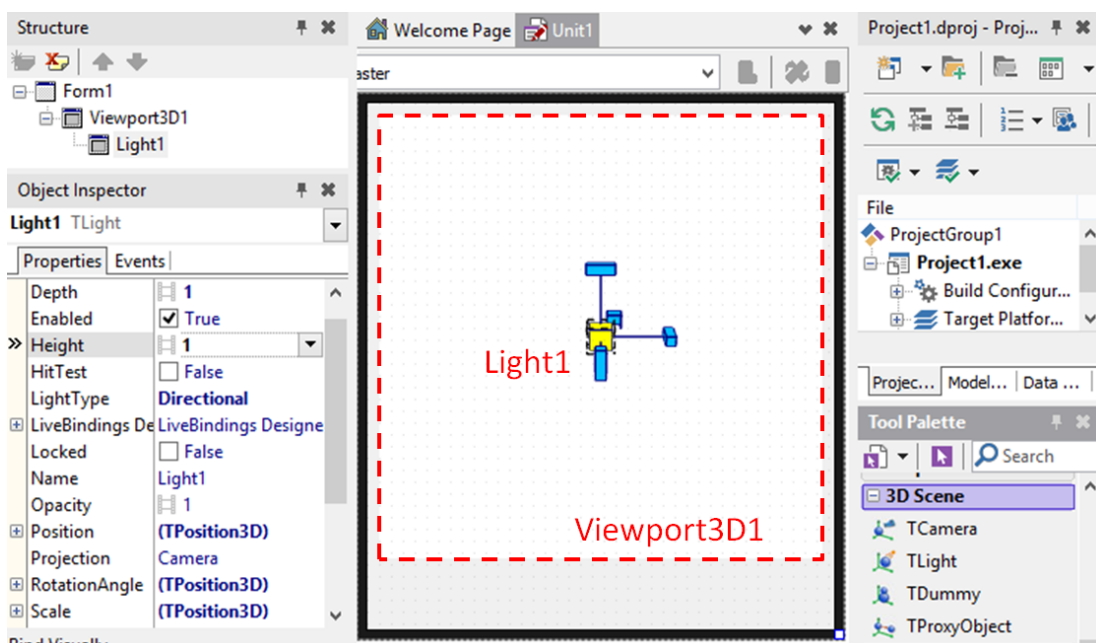 Structure
Form1
Viewport3D1
Light1
Object Inspector
Light1 TLight
Properties Events
Depth 1
Enabled True
Height 1
HitTest False
LightType Directional
LiveBindings De LiveBindings Designe
Locked False
Name Light1
Opacity 1
Position (TPosition3D)
Projection Camera
RotationAngle (TPosition3D)
Scale (TPosition3D)
Welcome Page Unit1
aster
Light1
Viewport3D1
Project1.dproj - Proj...
File
ProjectGroup1
Project1.exe
Build Configur...
Target Platfor...
Projec... Model... Data ...
Tool Palette
Search
3D Scene
TCamera
TLight
TDummy
TProxyObject